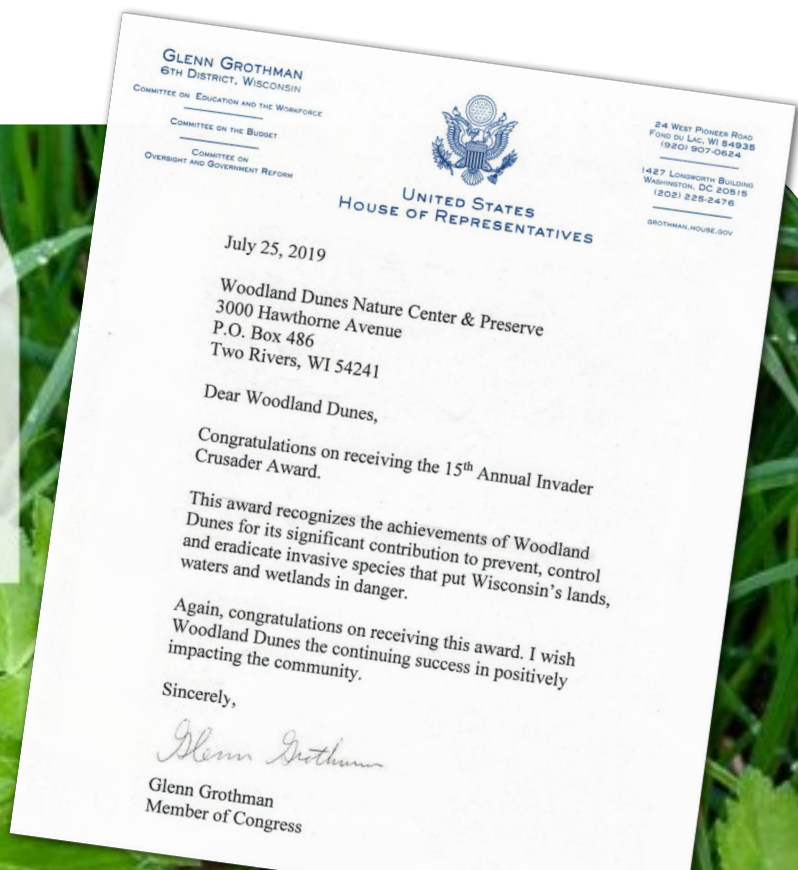 GLENN GROTHMAN
6TH DISTRICT, WISCONSIN
COMMITTEE ON EDUCATION AND THE WORKFORCE
COMMITTEE ON THE BUDGET
COMMITTEE ON
OVERSIGHT AND GOVERNMENT REFORM
UNITED STATES
HOUSE OF REPRESENTATIVES
24 WEST PIONEER ROAD
FOND DU LAC, WI 54935
(920) 907-0624
1427 LONGWORTH BUILDING
WASHINGTON, DC 20515
(202) 225-2476
GROTHMAN.HOUSE.GOV
July 25, 2019
Woodland Dunes Nature Center & Preserve
3000 Hawthorne Avenue
P.O. Box 486
Two Rivers, WI 54241
Dear Woodland Dunes,
Congratulations on receiving the 15th Annual Invader
Crusader Award.
This award recognizes the achievements of Woodland
Dunes for its significant contribution to prevent, control
and eradicate invasive species that put Wisconsin's lands,
waters and wetlands in danger.
Again, congratulations on receiving this award. I wish
Woodland Dunes the continuing success in positively
impacting the community.
Sincerely,
Glenn Grothman
Glenn Grothman
Member of Congress